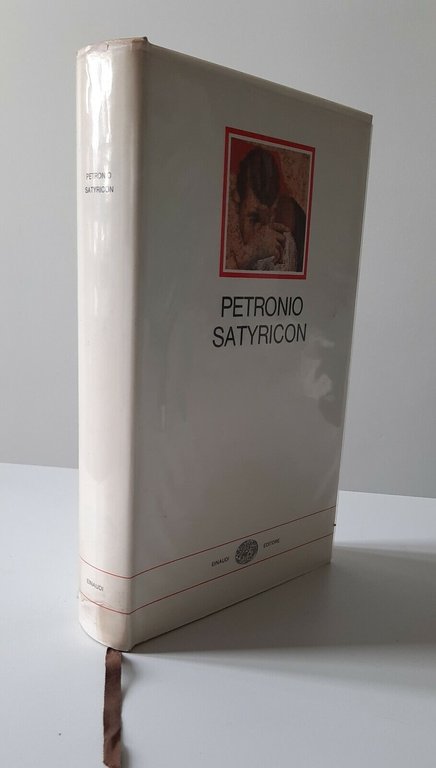 PETRONIO
SATYRICON
EINAUDI
PETRONIO
SATYRICON
EINAUDI EDITORE